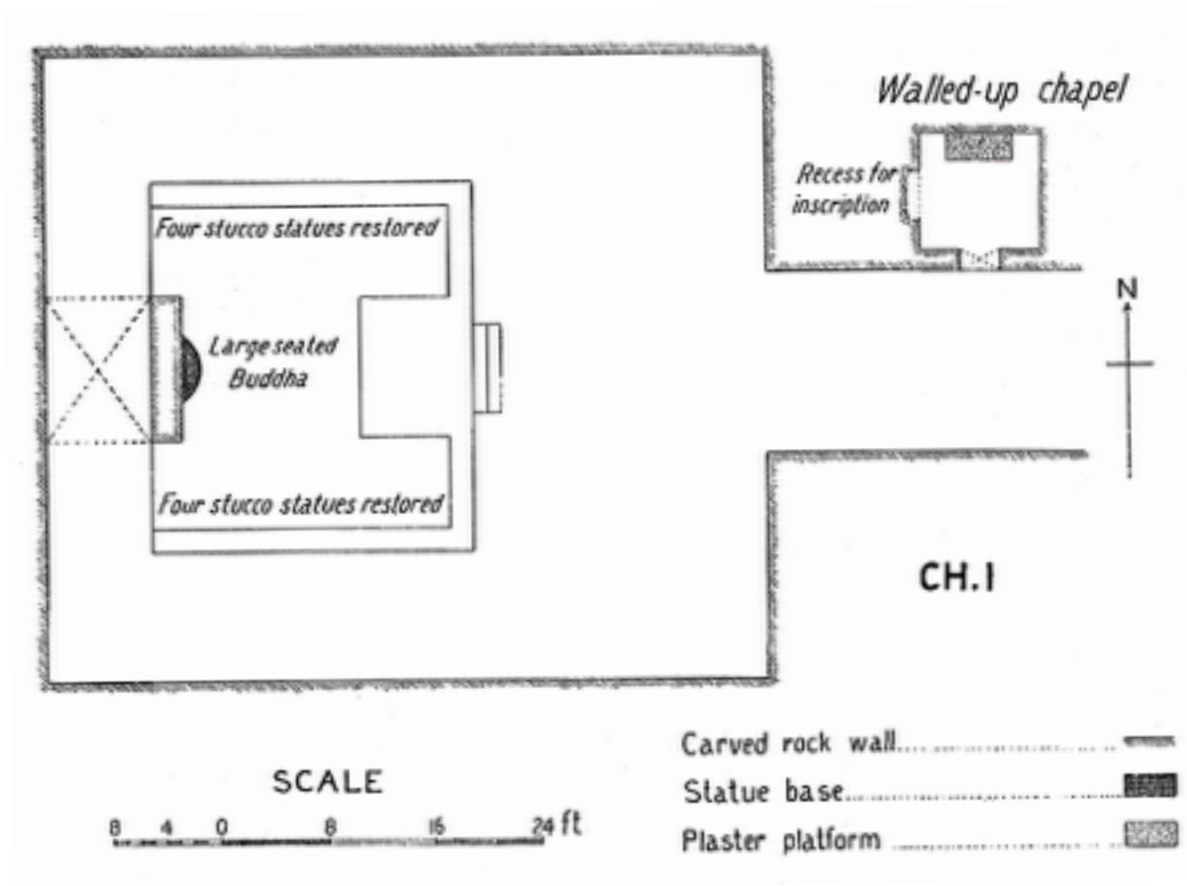 Walled-up chapel
Recess for
inscription
Four stucco statues restored
N
Large seated
Buddha
Four stucco statues restored
CH.1
Carved rock wall
SCALE
Statue base
8 4 0 8 16 24 ft
Plaster platform